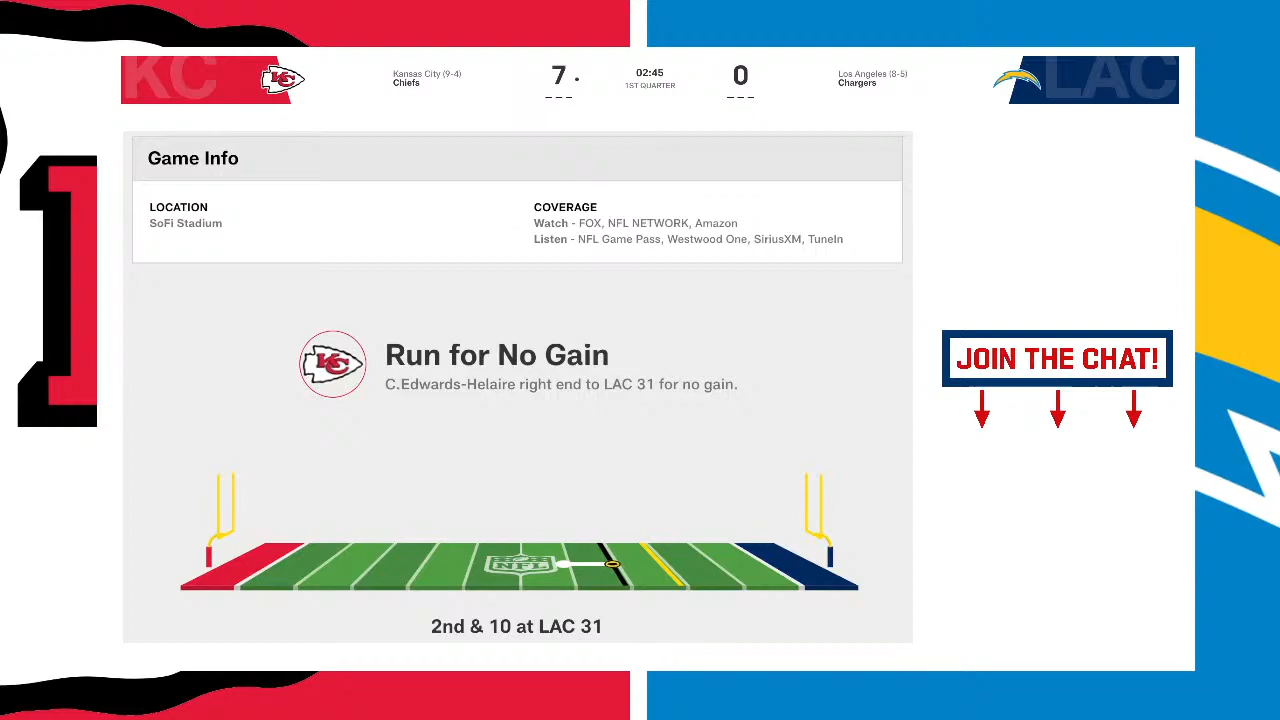 KC
KC
Kansas City (9-4)
Chiefs
7
02:45
1ST QUARTER
0
Los Angeles (8-5)
Chargers
LAC
Game Info
LOCATION
SoFi Stadium
COVERAGE
Watch - FOX, NFL NETWORK, Amazon
Listen - NFL Game Pass, Westwood One, SiriusXM, TuneIn
KC
Run for No Gain
C.Edwards-Helaire right end to LAC 31 for no gain.
JOIN THE CHAT!
NFL
2nd & 10 at LAC 31